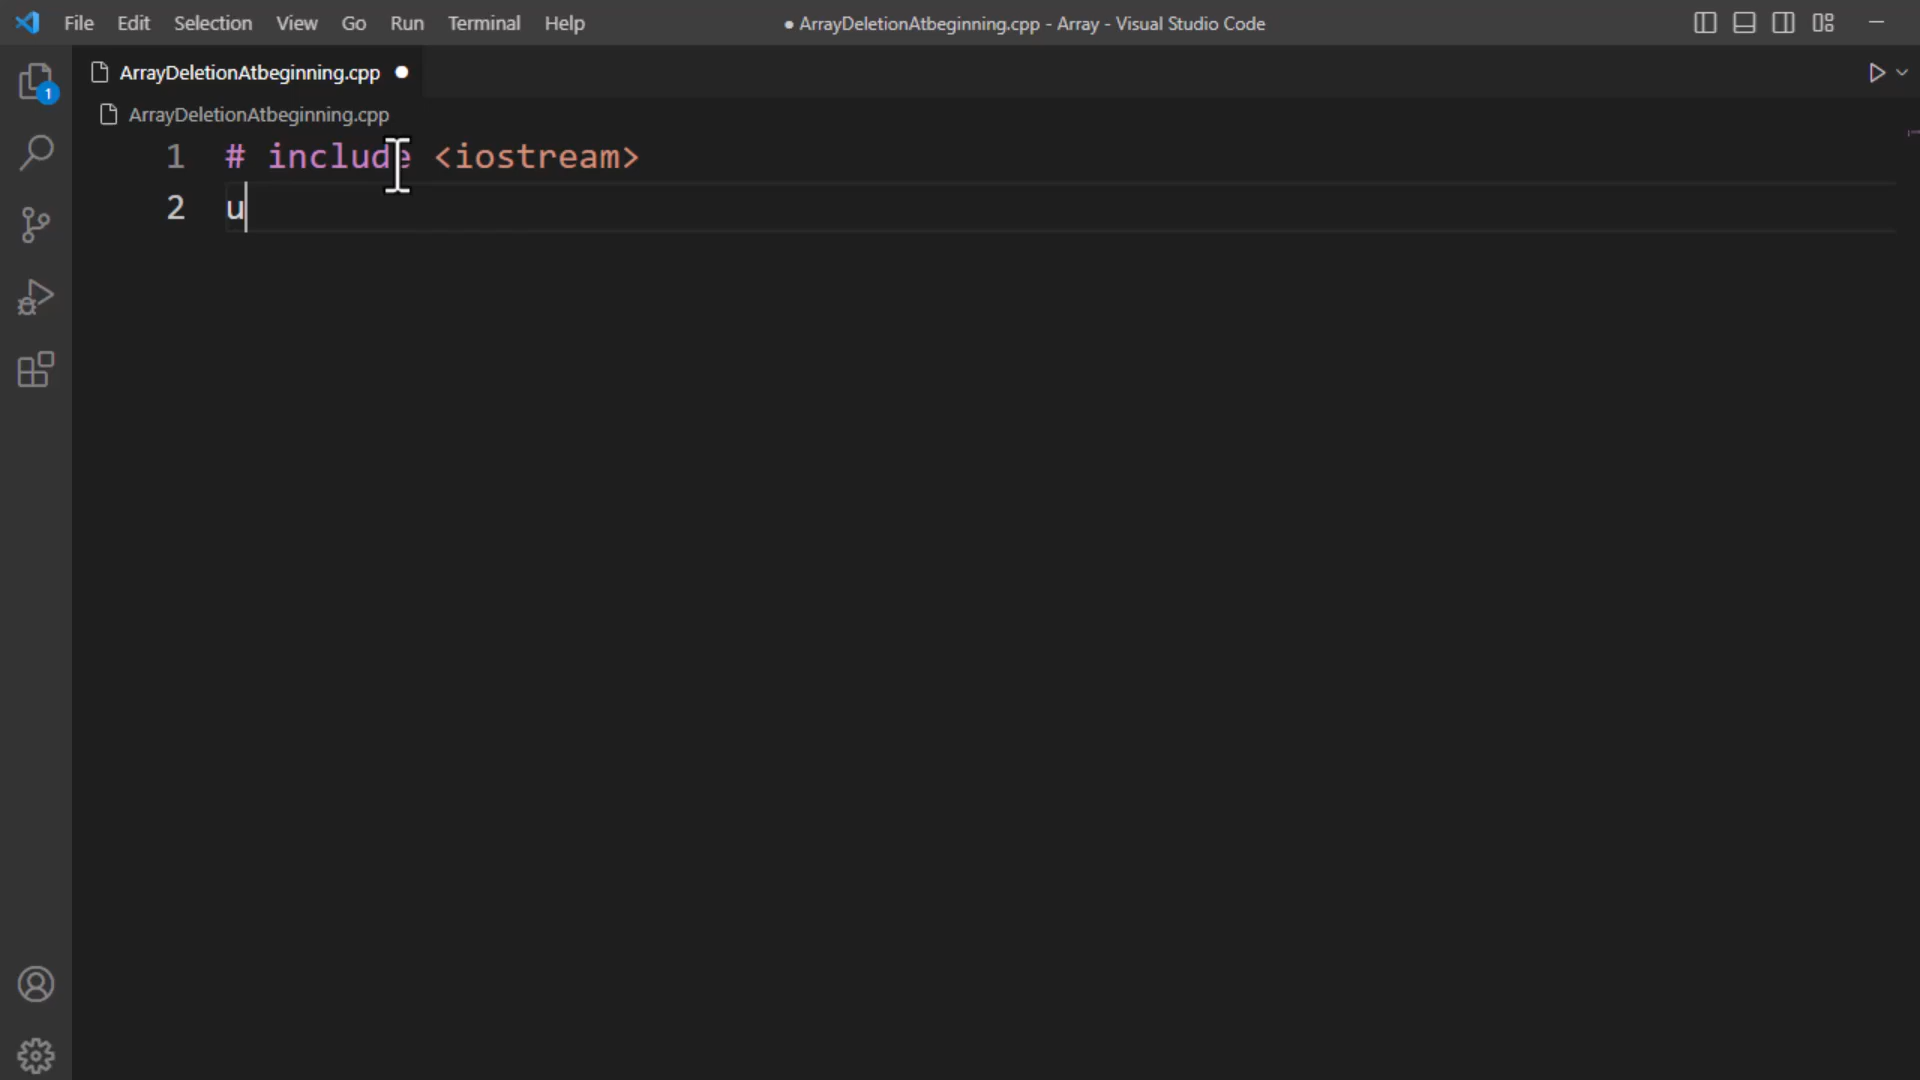 File Edit Selection View Go Run Terminal Help
● ArrayDeletionAtbeginning.cpp - Array - Visual Studio Code
ArrayDeletionAtbeginning.cpp
ArrayDeletionAtbeginning.cpp
1 # include <iostream>
2 u
1